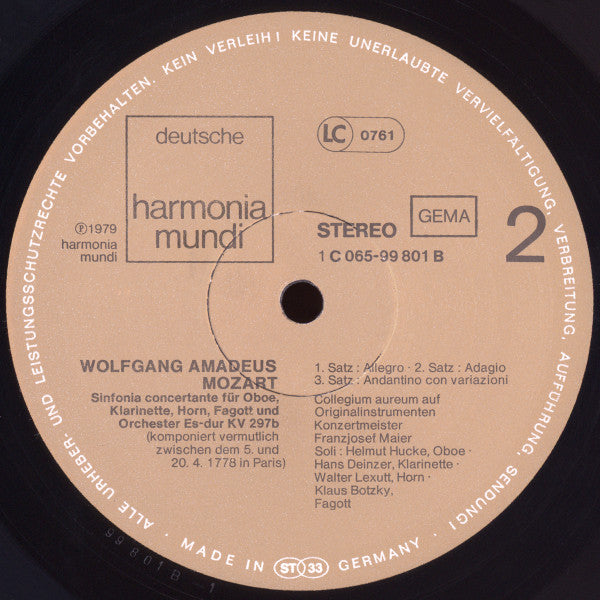 ALLE URHEBER- UND LEISTUNGSSCHUTZRECHTE VORBEHALTEN. KEIN VERLEIH! KEINE UNERLAUBTE VERVIELFALTIGUNG, VERBREITUNG, AUFFÜHRUNG, SENDUNG!
deutsche
harmonia
mundi
LC 0761
℗1979
harmonia
mundi
STEREO GEMA
1 C 065-99 801 B
2
WOLFGANG AMADEUS
MOZART
Sinfonia concertante für Oboe,
Klarinette, Horn, Fagott und
Orchester Es-dur KV 297b
(komponiert vermutlich
zwischen dem 5. und
20. 4. 1778 in Paris)
1. Satz : Allegro · 2. Satz : Adagio
3. Satz : Andantino con variazioni
Collegium aureum auf
Originalinstrumenten
Konzertmeister
Franzjosef Maier
Soli : Helmut Hucke, Oboe ·
Hans Deinzer, Klarinette ·
Walter Lexutt, Horn ·
Klaus Botzky,
Fagott
99801B 1
· MADE IN ST 33 GERMANY ·